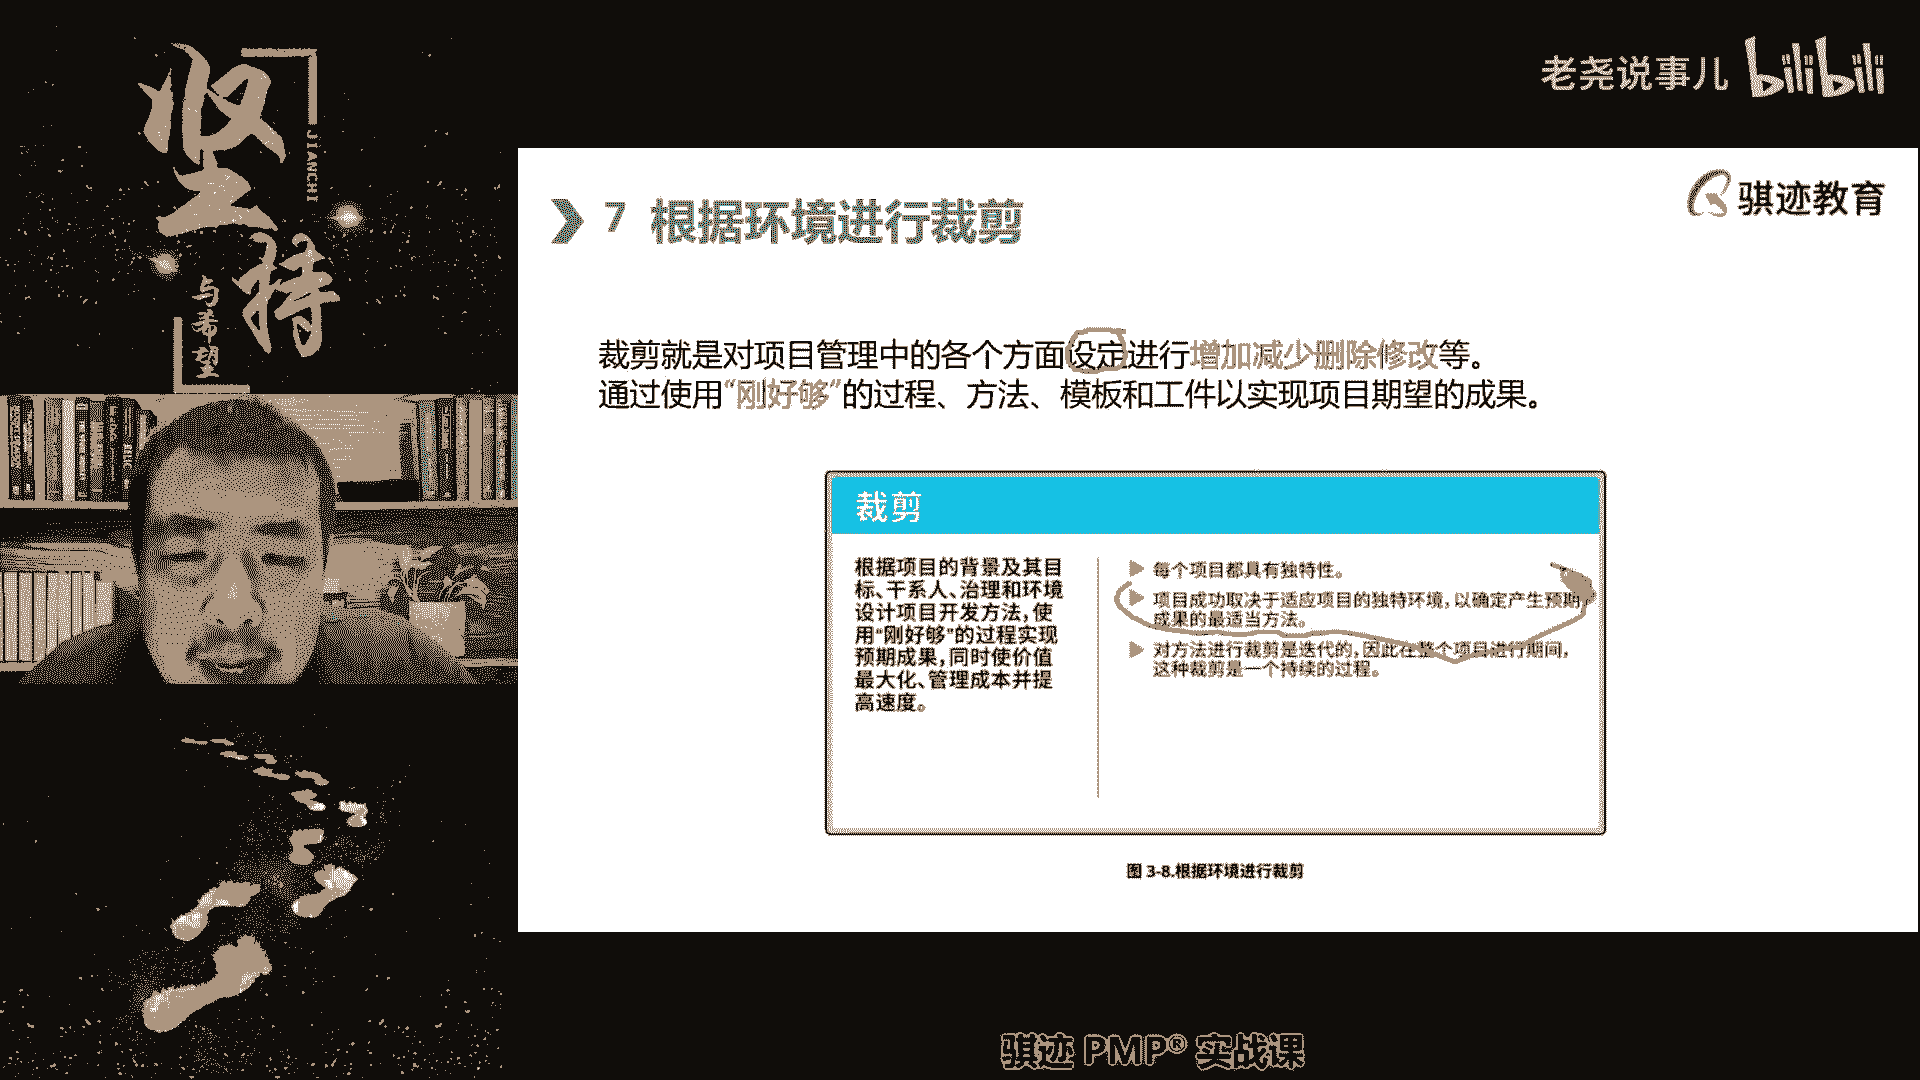 坚持
JIANCHI
与希望
老尧说事儿 bilibili
骐迹教育
7 根据环境进行裁剪
裁剪就是对项目管理中的各个方面设定进行增加减少删除修改等。
通过使用“刚好够”的过程、方法、模板和工件以实现项目期望的成果。
裁剪
根据项目的背景及其目
标、干系人、治理和环境
设计项目开发方法,使
用“刚好够”的过程实现
预期成果,同时使价值
最大化、管理成本并提
高速度。
每个项目都具有独特性。
项目成功取决于适应项目的独特环境,以确定产生预期
成果的最适当方法。
对方法进行裁剪是迭代的,因此在整个项目进行期间,
这种裁剪是一个持续的过程。
图 3-8.根据环境进行裁剪
骐迹 PMP® 实战课